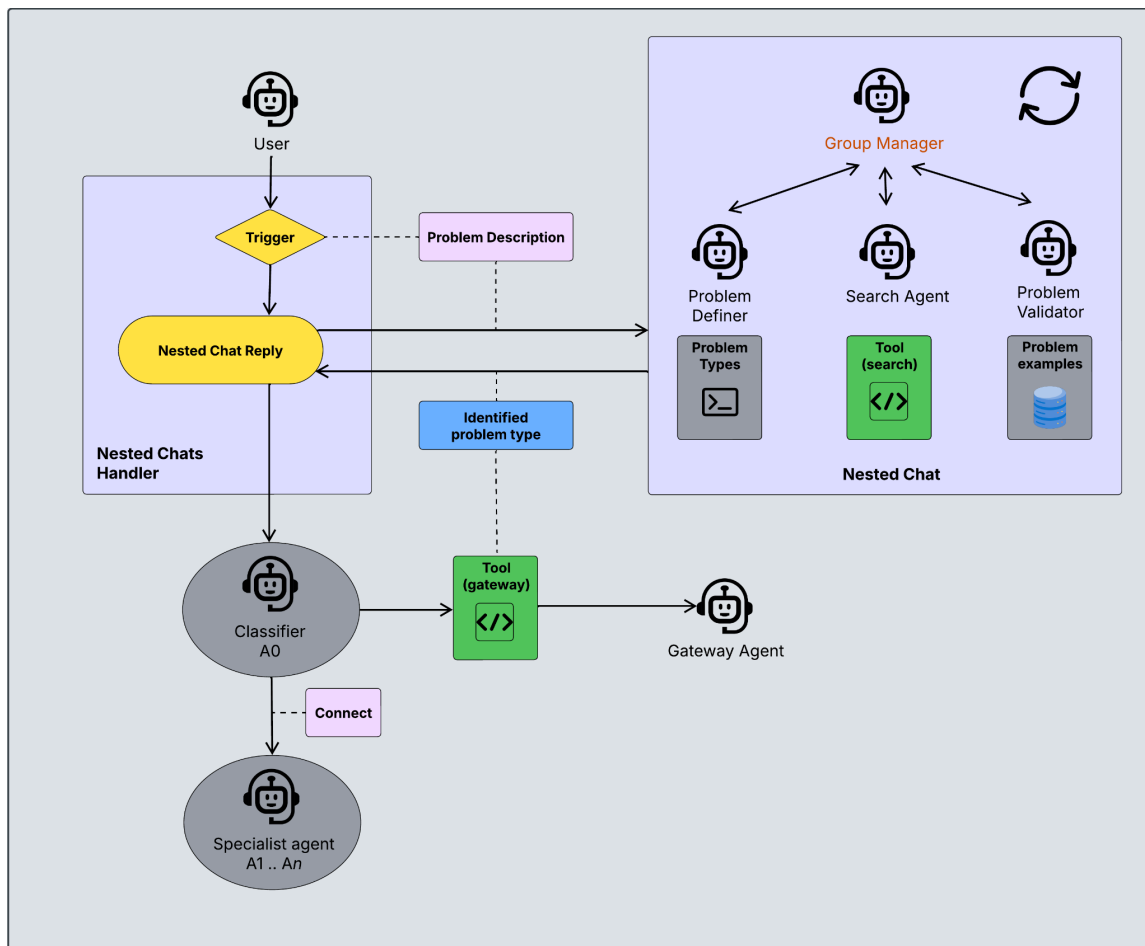 User
Group Manager
Trigger
Problem Description
Problem
Definer
Search Agent
Problem
Validator
Nested Chat Reply
Problem
Types
Tool
(search)
Problem
examples
Identified
problem type
Nested Chats
Handler
Nested Chat
Classifier
A0
Tool
(gateway)
Gateway Agent
Connect
Specialist agent
A1 .. An